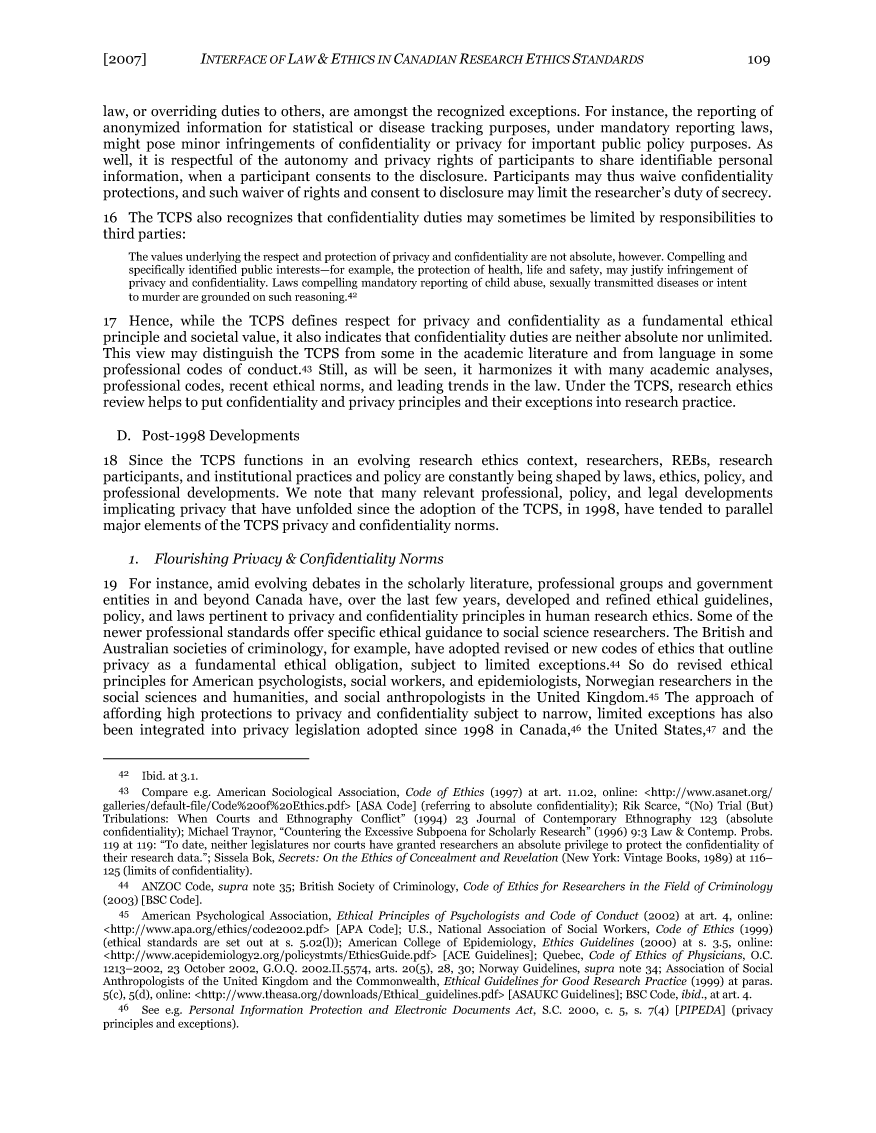 [2007] INTERFACE OF LAW & ETHICS IN CANADIAN RESEARCH ETHICS STANDARDS 109
law, or overriding duties to others, are amongst the recognized exceptions. For instance, the reporting of
anonymized information for statistical or disease tracking purposes, under mandatory reporting laws,
might pose minor infringements of confidentiality or privacy for important public policy purposes. As
well, it is respectful of the autonomy and privacy rights of participants to share identifiable personal
information, when a participant consents to the disclosure. Participants may thus waive confidentiality
protections, and such waiver of rights and consent to disclosure may limit the researcher's duty of secrecy.
16 The TCPS also recognizes that confidentiality duties may sometimes be limited by responsibilities to
third parties:
The values underlying the respect and protection of privacy and confidentiality are not absolute, however. Compelling and
specifically identified public interests—for example, the protection of health, life and safety, may justify infringement of
privacy and confidentiality. Laws compelling mandatory reporting of child abuse, sexually transmitted diseases or intent
to murder are grounded on such reasoning.42
17 Hence, while the TCPS defines respect for privacy and confidentiality as a fundamental ethical
principle and societal value, it also indicates that confidentiality duties are neither absolute nor unlimited.
This view may distinguish the TCPS from some in the academic literature and from language in some
professional codes of conduct.43 Still, as will be seen, it harmonizes it with many academic analyses,
professional codes, recent ethical norms, and leading trends in the law. Under the TCPS, research ethics
review helps to put confidentiality and privacy principles and their exceptions into research practice.
D. Post-1998 Developments
18 Since the TCPS functions in an evolving research ethics context, researchers, REBs, research
participants, and institutional practices and policy are constantly being shaped by laws, ethics, policy, and
professional developments. We note that many relevant professional, policy, and legal developments
implicating privacy that have unfolded since the adoption of the TCPS, in 1998, have tended to parallel
major elements of the TCPS privacy and confidentiality norms.
1. Flourishing Privacy & Confidentiality Norms
19 For instance, amid evolving debates in the scholarly literature, professional groups and government
entities in and beyond Canada have, over the last few years, developed and refined ethical guidelines,
policy, and laws pertinent to privacy and confidentiality principles in human research ethics. Some of the
newer professional standards offer specific ethical guidance to social science researchers. The British and
Australian societies of criminology, for example, have adopted revised or new codes of ethics that outline
privacy as a fundamental ethical obligation, subject to limited exceptions.44 So do revised ethical
principles for American psychologists, social workers, and epidemiologists, Norwegian researchers in the
social sciences and humanities, and social anthropologists in the United Kingdom.45 The approach of
affording high protections to privacy and confidentiality subject to narrow, limited exceptions has also
been integrated into privacy legislation adopted since 1998 in Canada,46 the United States,47 and the
42 Ibid. at 3.1.
43 Compare e.g. American Sociological Association, Code of Ethics (1997) at art. 11.02, online: <http://www.asanet.org/
galleries/default-file/Code%20of%20Ethics.pdf> [ASA Code] (referring to absolute confidentiality); Rik Scarce, "(No) Trial (But)
Tribulations: When Courts and Ethnography Conflict" (1994) 23 Journal of Contemporary Ethnography 123 (absolute
confidentiality); Michael Traynor, "Countering the Excessive Subpoena for Scholarly Research" (1996) 9:3 Law & Contemp. Probs.
119 at 119: "To date, neither legislatures nor courts have granted researchers an absolute privilege to protect the confidentiality of
their research data."; Sissela Bok, Secrets: On the Ethics of Concealment and Revelation (New York: Vintage Books, 1989) at 116–
125 (limits of confidentiality).
44 ANZOC Code, supra note 35; British Society of Criminology, Code of Ethics for Researchers in the Field of Criminology
(2003) [BSC Code].
45 American Psychological Association, Ethical Principles of Psychologists and Code of Conduct (2002) at art. 4, online:
<http://www.apa.org/ethics/code2002.pdf> [APA Code]; U.S., National Association of Social Workers, Code of Ethics (1999)
(ethical standards are set out at s. 5.02(l)); American College of Epidemiology, Ethics Guidelines (2000) at s. 3.5, online:
<http://www.acepidemiology2.org/policystmts/EthicsGuide.pdf> [ACE Guidelines]; Quebec, Code of Ethics of Physicians, O.C.
1213–2002, 23 October 2002, G.O.Q. 2002.II.5574, arts. 20(5), 28, 30; Norway Guidelines, supra note 34; Association of Social
Anthropologists of the United Kingdom and the Commonwealth, Ethical Guidelines for Good Research Practice (1999) at paras.
5(c), 5(d), online: <http://www.theasa.org/downloads/Ethical_guidelines.pdf> [ASAUKC Guidelines]; BSC Code, ibid., at art. 4.
46 See e.g. Personal Information Protection and Electronic Documents Act, S.C. 2000, c. 5, s. 7(4) [PIPEDA] (privacy
principles and exceptions).